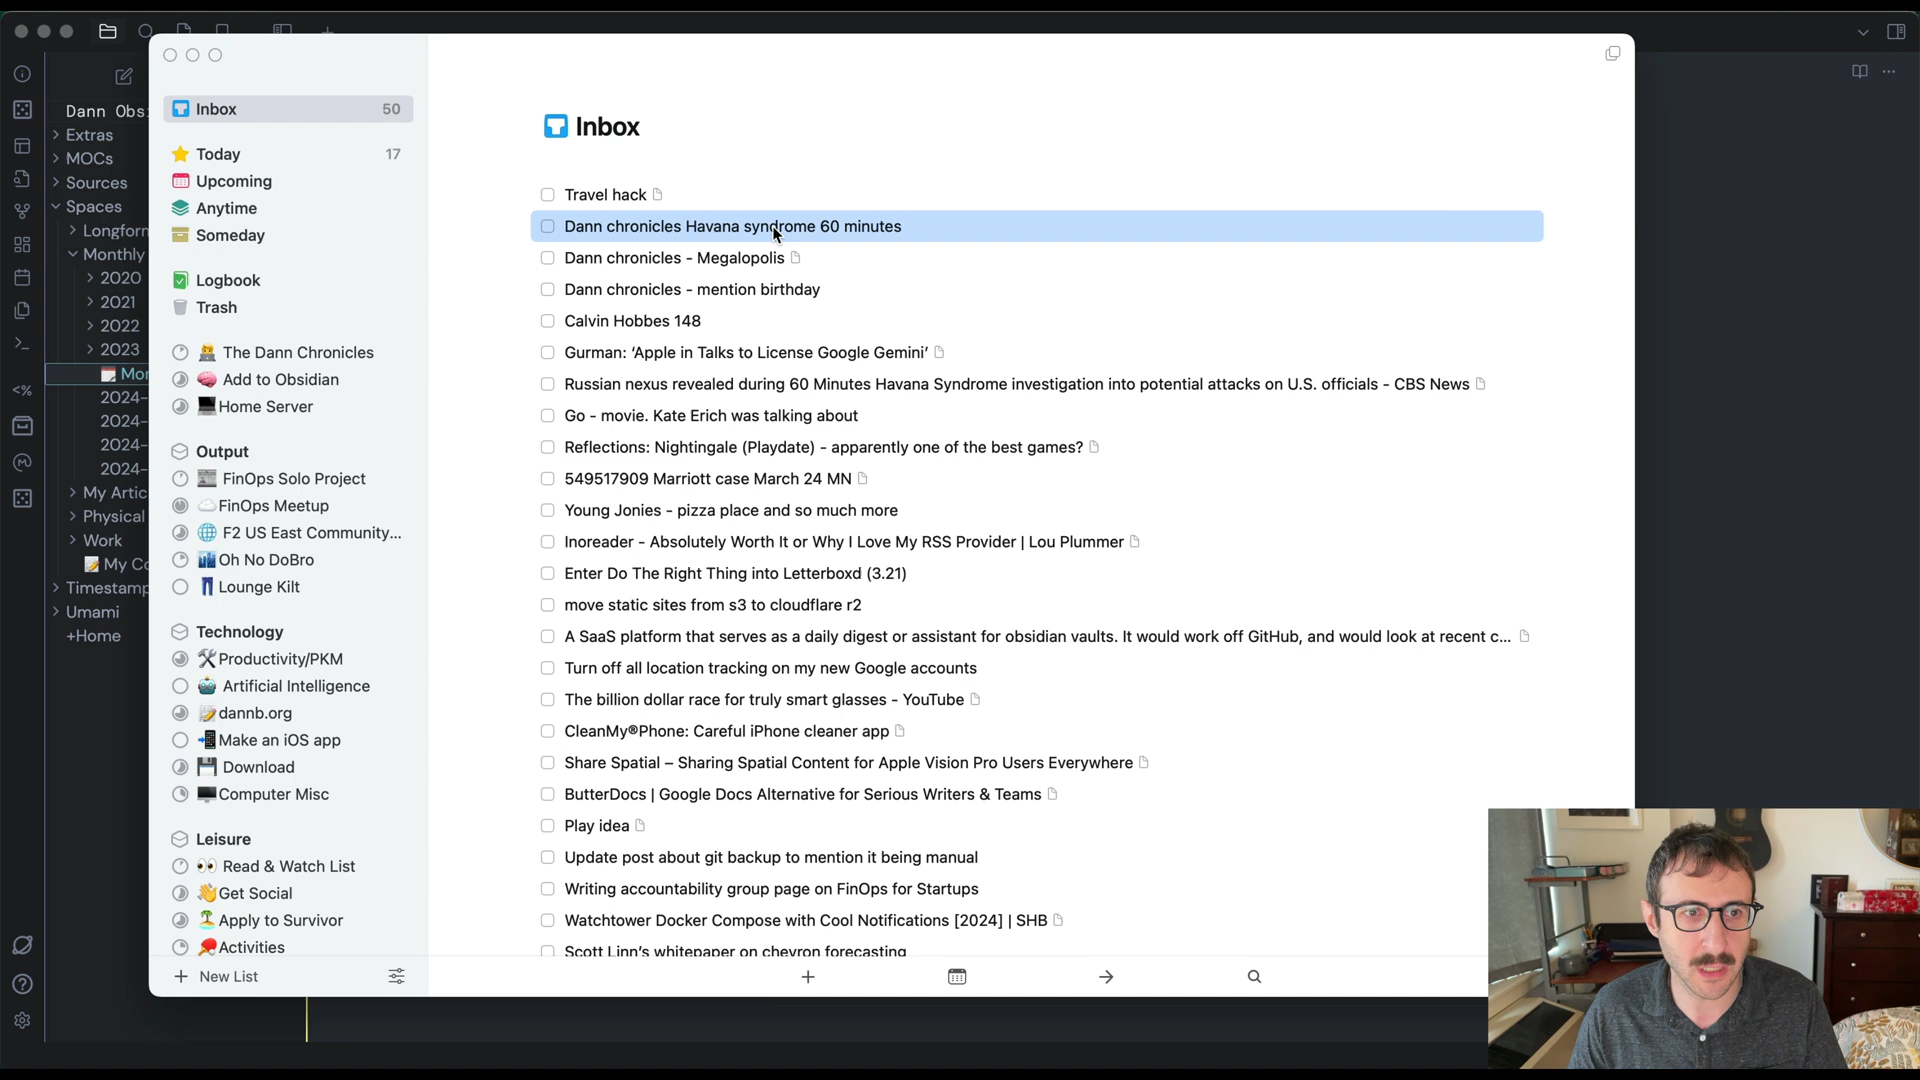 Dann Obs
Extras
MOCs
Sources
Spaces
Longform
Monthly
2020
2021
2022
2023
Mon
2024-
2024-
2024-
2024-
My Artic
Physical
Work
My Co
Timestamp
Umami
+Home
Inbox 50
Today 17
Upcoming
Anytime
Someday
Logbook
Trash
The Dann Chronicles
Add to Obsidian
Home Server
Output
FinOps Solo Project
FinOps Meetup
F2 US East Community...
Oh No DoBro
Lounge Kilt
Technology
Productivity/PKM
Artificial Intelligence
dannb.org
Make an iOS app
Download
Computer Misc
Leisure
Read & Watch List
Get Social
Apply to Survivor
Activities
New List
Inbox
Travel hack
Dann chronicles Havana syndrome 60 minutes
Dann chronicles - Megalopolis
Dann chronicles - mention birthday
Calvin Hobbes 148
Gurman: ‘Apple in Talks to License Google Gemini’
Russian nexus revealed during 60 Minutes Havana Syndrome investigation into potential attacks on U.S. officials - CBS News
Go - movie. Kate Erich was talking about
Reflections: Nightingale (Playdate) - apparently one of the best games?
549517909 Marriott case March 24 MN
Young Jonies - pizza place and so much more
Inoreader - Absolutely Worth It or Why I Love My RSS Provider | Lou Plummer
Enter Do The Right Thing into Letterboxd (3.21)
move static sites from s3 to cloudflare r2
A SaaS platform that serves as a daily digest or assistant for obsidian vaults. It would work off GitHub, and would look at recent c...
Turn off all location tracking on my new Google accounts
The billion dollar race for truly smart glasses - YouTube
CleanMy®Phone: Careful iPhone cleaner app
Share Spatial – Sharing Spatial Content for Apple Vision Pro Users Everywhere
ButterDocs | Google Docs Alternative for Serious Writers & Teams
Play idea
Update post about git backup to mention it being manual
Writing accountability group page on FinOps for Startups
Watchtower Docker Compose with Cool Notifications [2024] | SHB
Scott Linn’s whitepaper on chevron forecasting